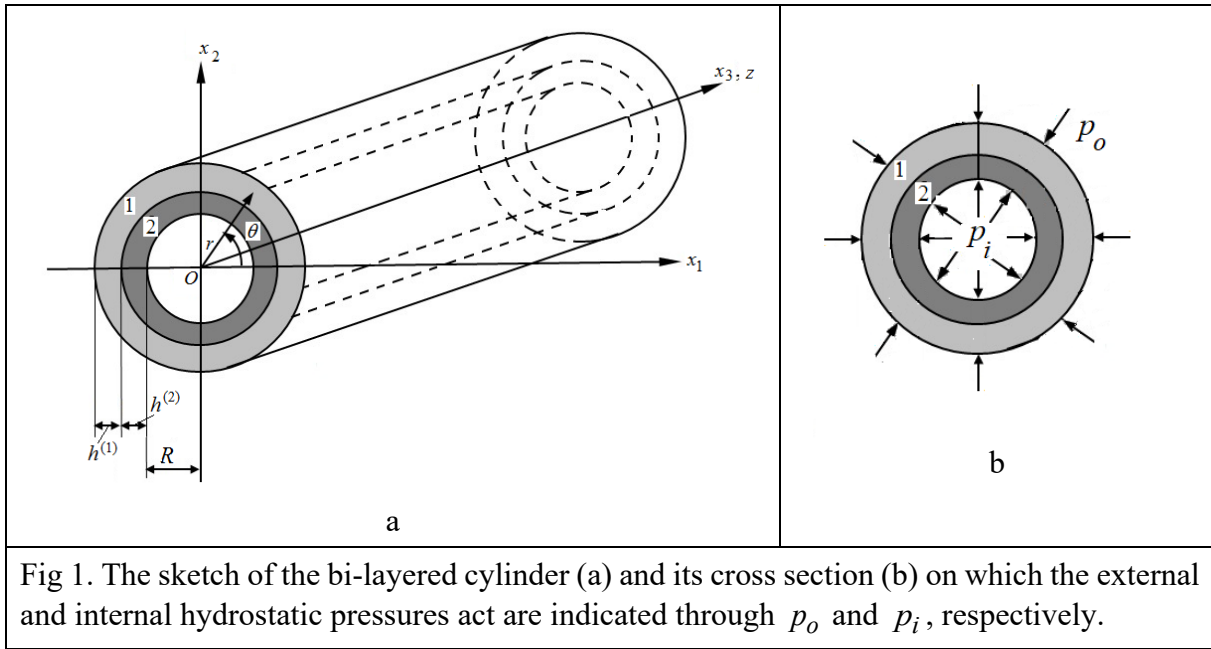 x₂
x₃, z
1
2
r
θ
O
x₁
h⁽²⁾
h⁽¹⁾
R
a
pₒ
1
2
pᵢ
b
Fig 1. The sketch of the bi-layered cylinder (a) and its cross section (b) on which the external
and internal hydrostatic pressures act are indicated through pₒ and pᵢ, respectively.